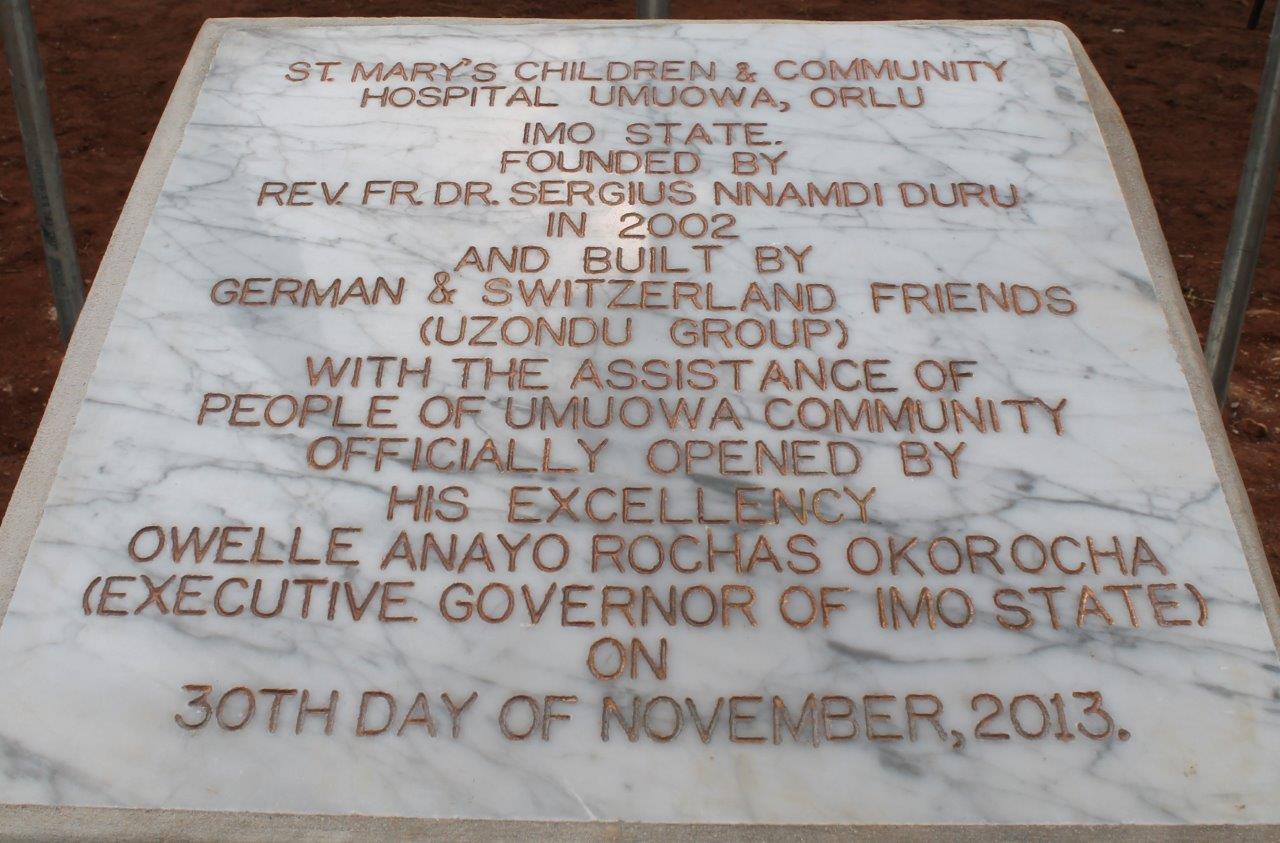 ST. MARY'S CHILDREN & COMMUNITY
HOSPITAL UMUOWA, ORLU
IMO STATE.
FOUNDED BY
REV. FR. DR. SERGIUS NNAMDI DURU
IN 2002
AND BUILT BY
GERMAN & SWITZERLAND FRIENDS
(UZONDU GROUP)
WITH THE ASSISTANCE OF
PEOPLE OF UMUOWA COMMUNITY
OFFICIALLY OPENED BY
HIS EXCELLENCY
OWELLE ANAYO ROCHAS OKOROCHA
(EXECUTIVE GOVERNOR OF IMO STATE)
ON
30TH DAY OF NOVEMBER, 2013.